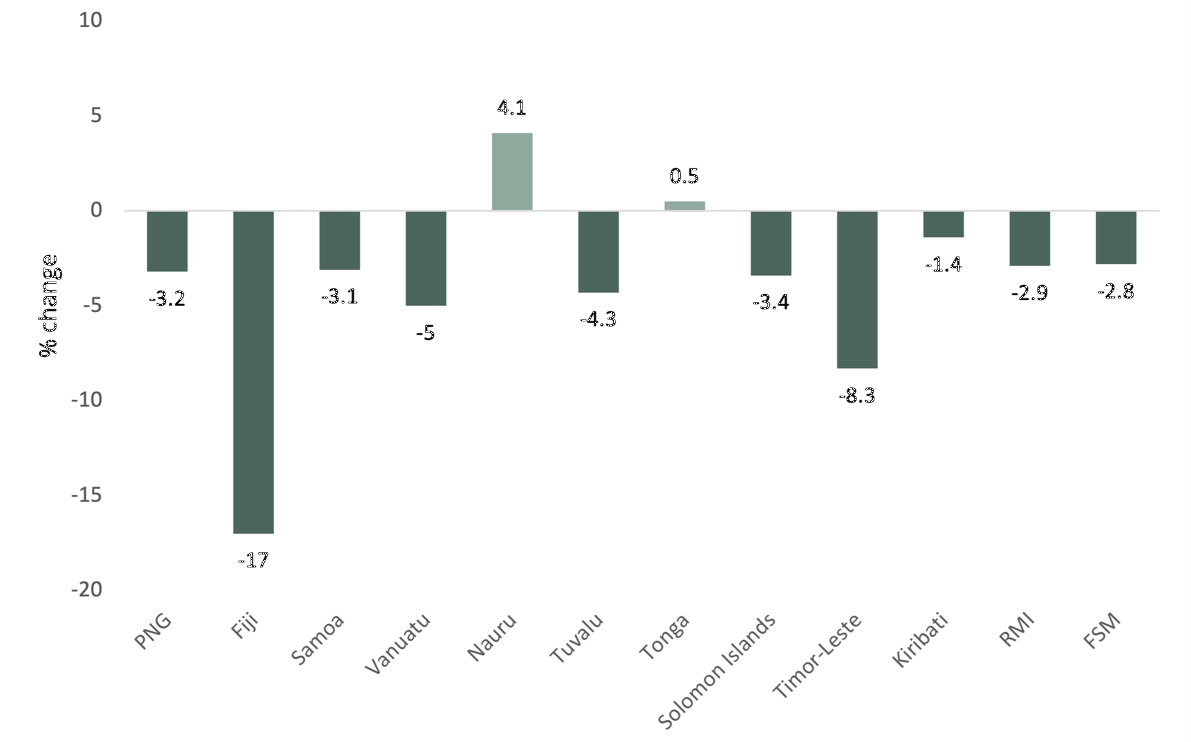 10
5
0
-5
-10
-15
-20
% change
4.1
0.5
-3.2
-17
-3.1
-5
-4.3
-3.4
-8.3
-1.4
-2.9
-2.8
PNG
Fiji
Samoa
Vanuatu
Nauru
Tuvalu
Tonga
Solomon Islands
Timor-Leste
Kiribati
RMI
FSM